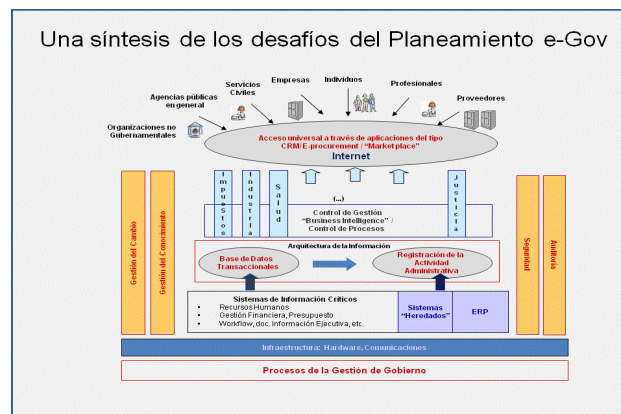 Una síntesis de los desafíos del Planeamiento e-Gov
Organizaciones no
Gubernamentales
Agencias públicas
en general
Servicios
Civiles
Empresas
Individuos
Profesionales
Proveedores
Acceso universal a través de aplicaciones del tipo
CRM/E-procurement / “Market place”
Internet
Gestión del Cambio
Gestión del Conocimiento
Impuestos
Industria
Salud
(...)
Justicia
Control de Gestión
“Business Intelligence” /
Control de Procesos
Seguridad
Auditoría
Arquitectura de la Información
Base de Datos
Transaccionales
Registración de la
Actividad
Administrativa
Sistemas de Información Críticos
• Recursos Humanos
• Gestión Financiera, Presupuesto
• Workflow, doc. Información Ejecutiva, etc.
Sistemas
“Heredados”
ERP
Infraestructura: Hardware, Comunicaciones
Procesos de la Gestión de Gobierno